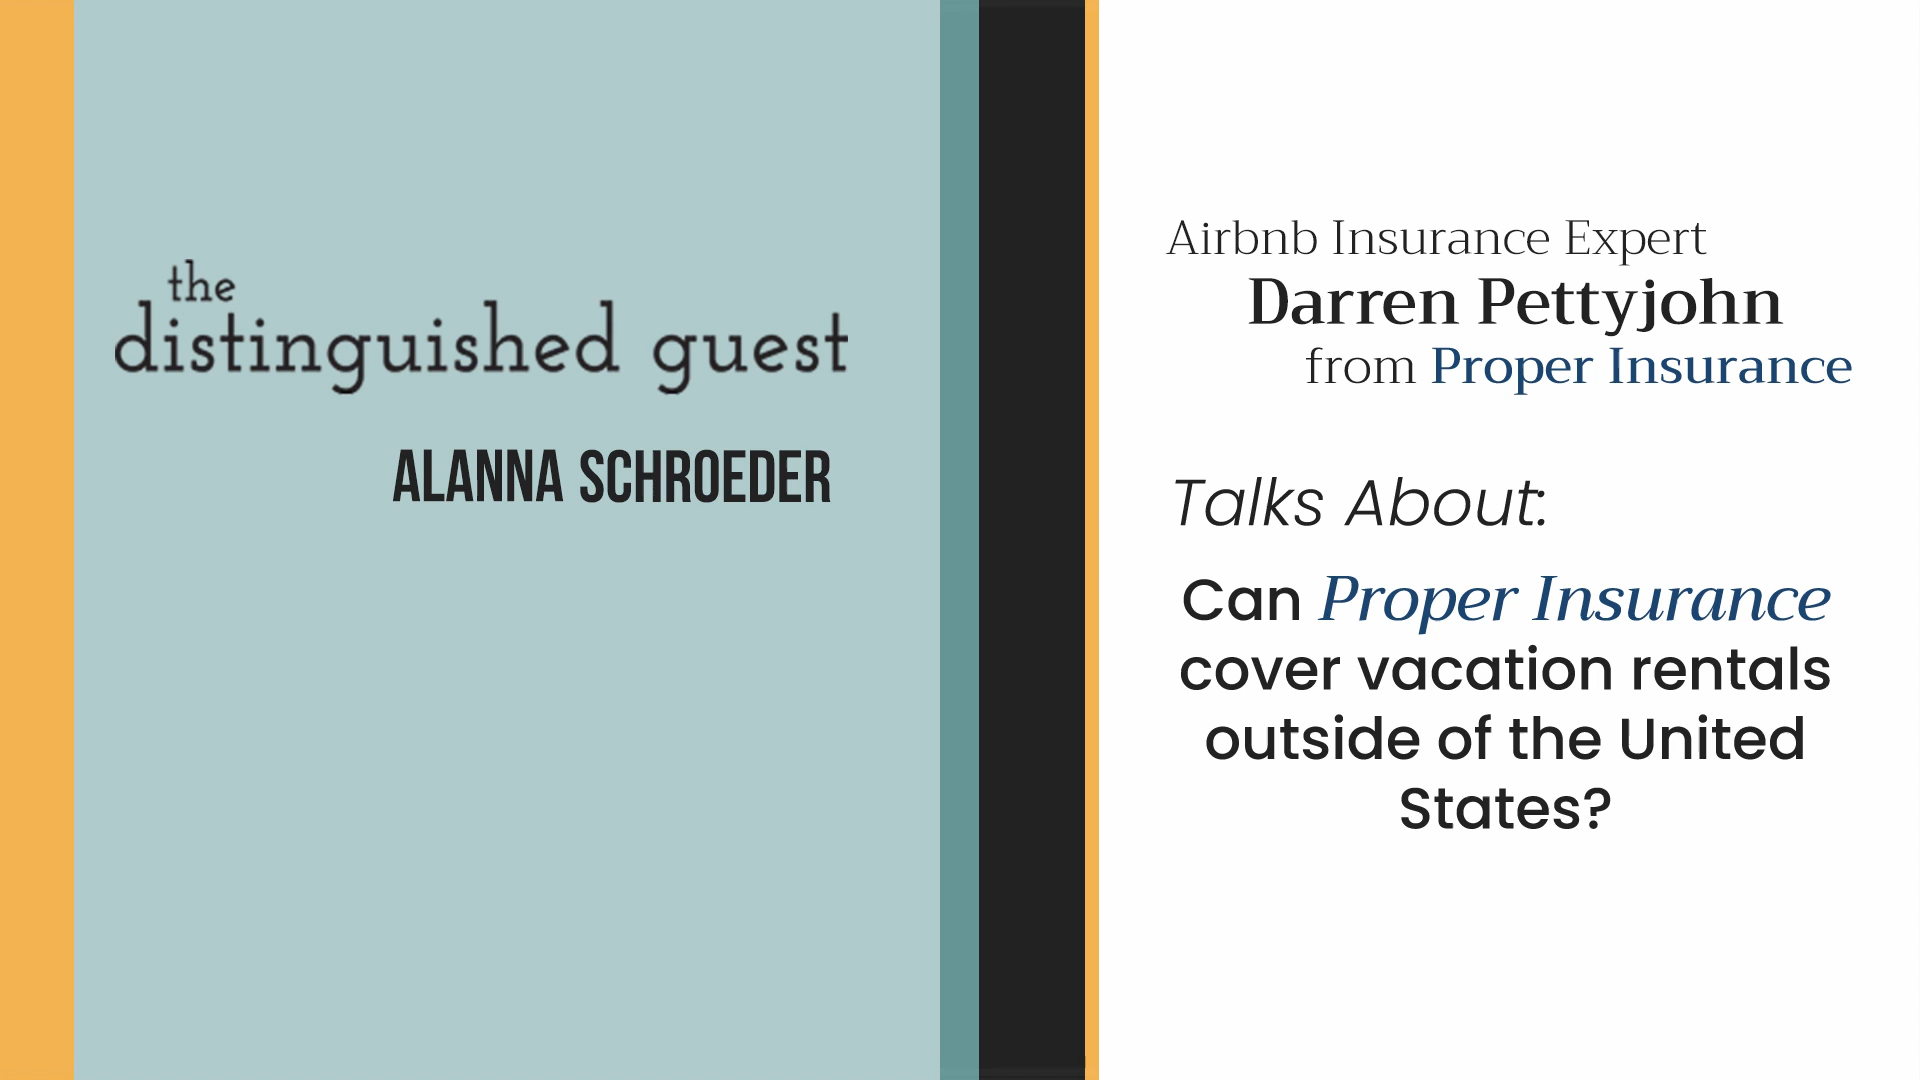 the
distinguished guest
ALANNA SCHROEDER
Airbnb Insurance Expert
Darren Pettyjohn
from Proper Insurance
Talks About:
Can Proper Insurance
cover vacation rentals
outside of the United
States?